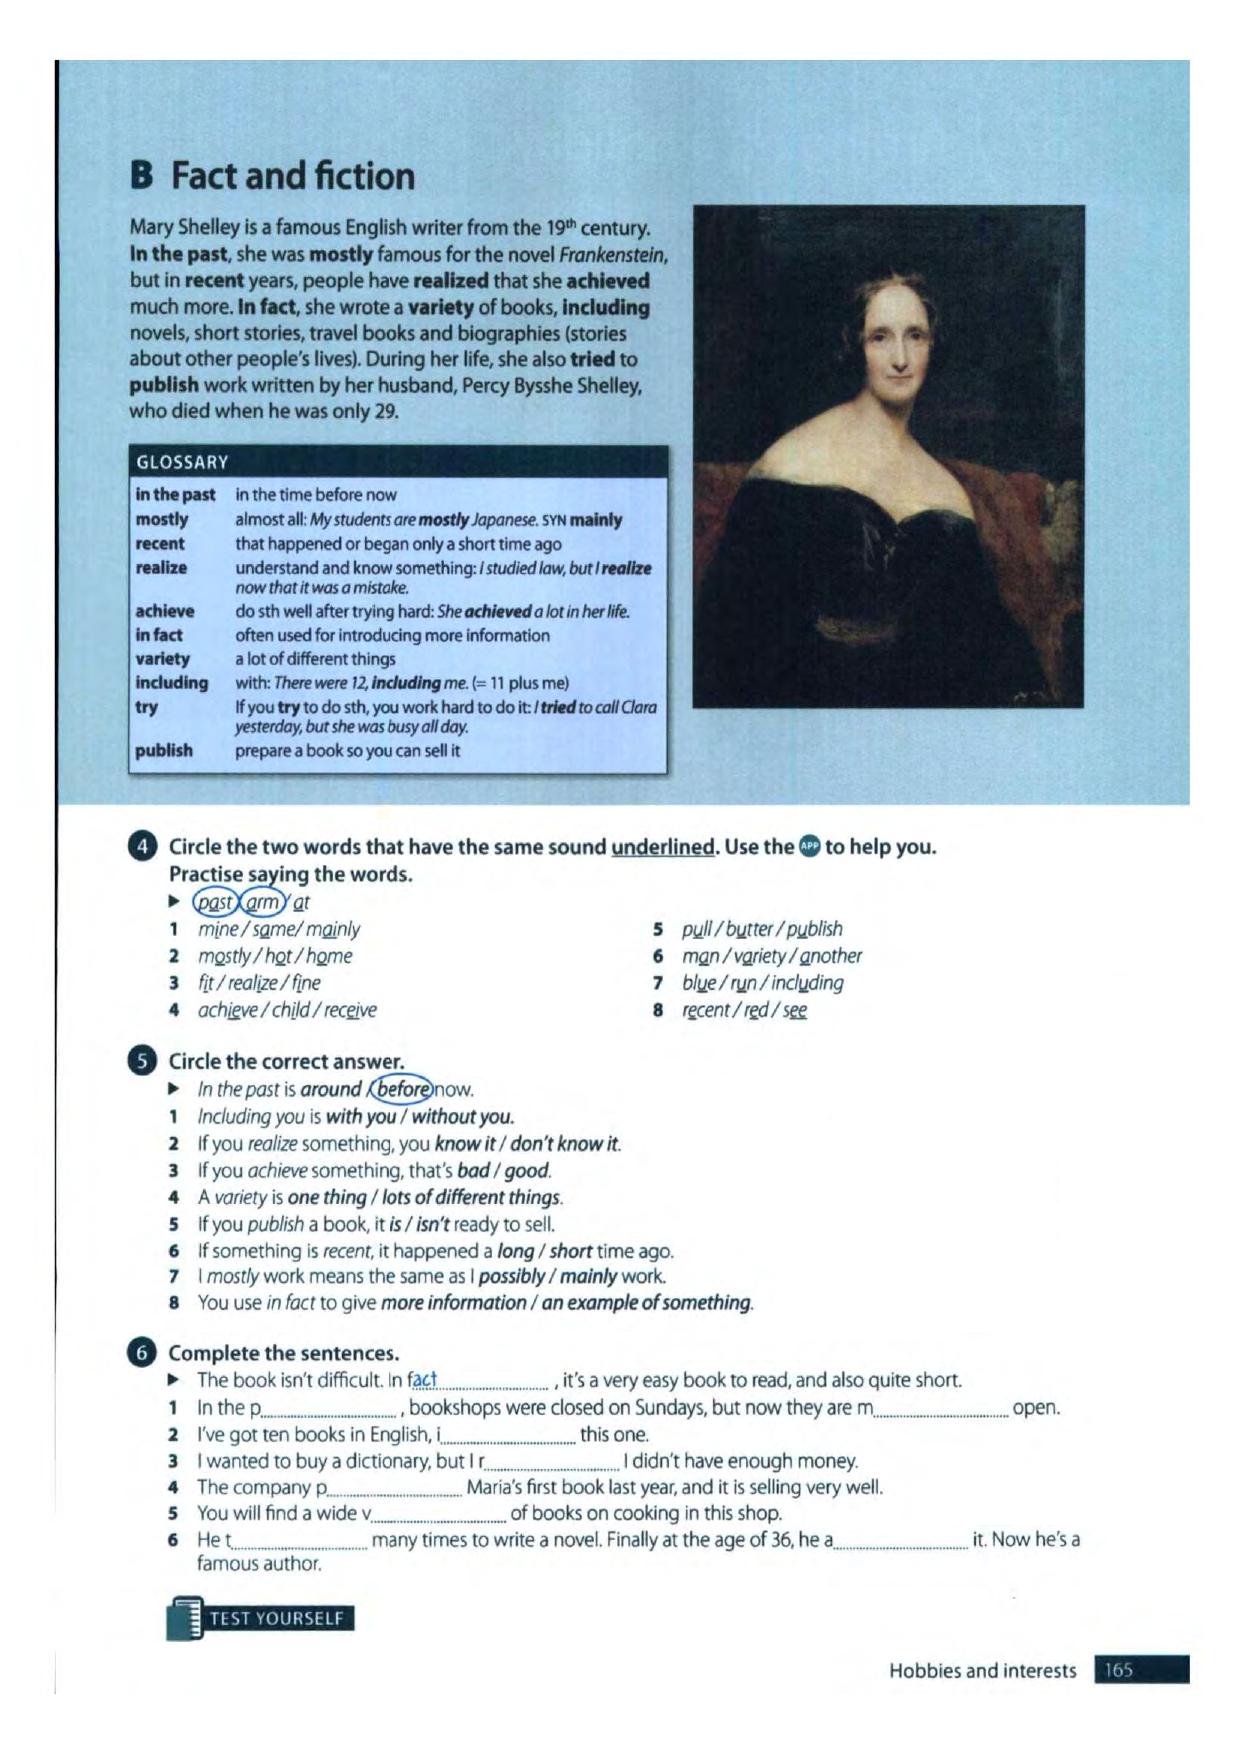 B Fact and fiction
Mary Shelley is a famous English writer from the 19th century.
In the past, she was mostly famous for the novel Frankenstein,
but in recent years, people have realized that she achieved
much more. In fact, she wrote a variety of books, including
novels, short stories, travel books and biographies (stories
about other people's lives). During her life, she also tried to
publish work written by her husband, Percy Bysshe Shelley,
who died when he was only 29.
GLOSSARY
in the past in the time before now
mostly almost all: My students are mostly Japanese. SYN mainly
recent that happened or began only a short time ago
realize understand and know something: I studied law, but I realize
now that it was a mistake.
achieve do sth well after trying hard: She achieved a lot in her life.
in fact often used for introducing more information
variety a lot of different things
including with: There were 12, including me. (= 11 plus me)
try If you try to do sth, you work hard to do it: I tried to call Clara
yesterday, but she was busy all day.
publish prepare a book so you can sell it
4 Circle the two words that have the same sound underlined. Use the APP to help you.
Practise saying the words.
► past / arm / at
1 mine / same / mainly
2 mostly / hot / home
3 fit / realize / fine
4 achieve / child / receive
5 pull / butter / publish
6 man / variety / another
7 blue / run / including
8 recent / red / see
5 Circle the correct answer.
► In the past is around / before now.
1 Including you is with you / without you.
2 If you realize something, you know it / don't know it.
3 If you achieve something, that's bad / good.
4 A variety is one thing / lots of different things.
5 If you publish a book, it is / isn't ready to sell.
6 If something is recent, it happened a long / short time ago.
7 I mostly work means the same as I possibly / mainly work.
8 You use in fact to give more information / an example of something.
6 Complete the sentences.
► The book isn't difficult. In fact, it's a very easy book to read, and also quite short.
1 In the p............, bookshops were closed on Sundays, but now they are m............ open.
2 I've got ten books in English, i............ this one.
3 I wanted to buy a dictionary, but I r............ I didn't have enough money.
4 The company p............ Maria's first book last year, and it is selling very well.
5 You will find a wide v............ of books on cooking in this shop.
6 He t............ many times to write a novel. Finally at the age of 36, he a............ it. Now he's a
famous author.
TEST YOURSELF
Hobbies and interests 165